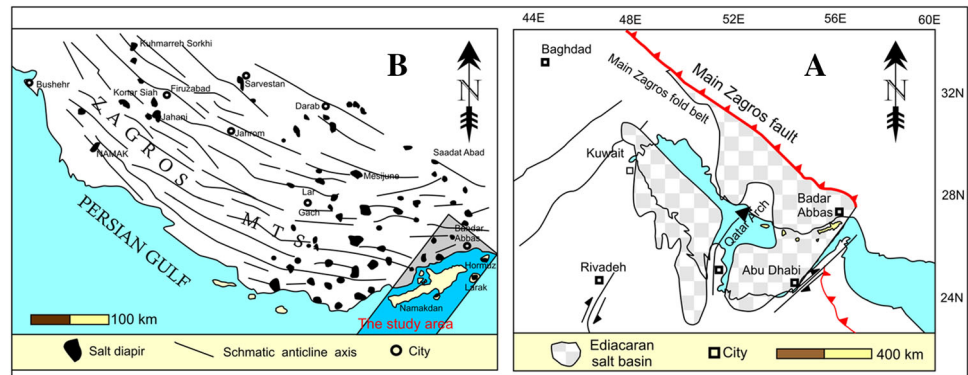 B
Kuhmarreh Sorkhi
Bushehr
Sarvestan
Firuzabad
Konar Siah
Darab
Jahani
Jahrom
NAMAK
Saadat Abad
Mesijune
Lar
Gach
ZAGROS
MTS.
PERSIAN GULF
N
Bandar
Abbas
Hormuz
Larak
Namakdan
The study area
100 km
Salt diapir
Schmatic anticline axis
City
44E
48E
52E
56E
60E
A
Baghdad
Main Zagros fault
Main Zagros fold belt
N
32N
Kuwait
28N
Badar
Abbas
Qatar Arch
Rivadeh
Abu Dhabi
24N
Ediacaran
salt basin
City
400 km